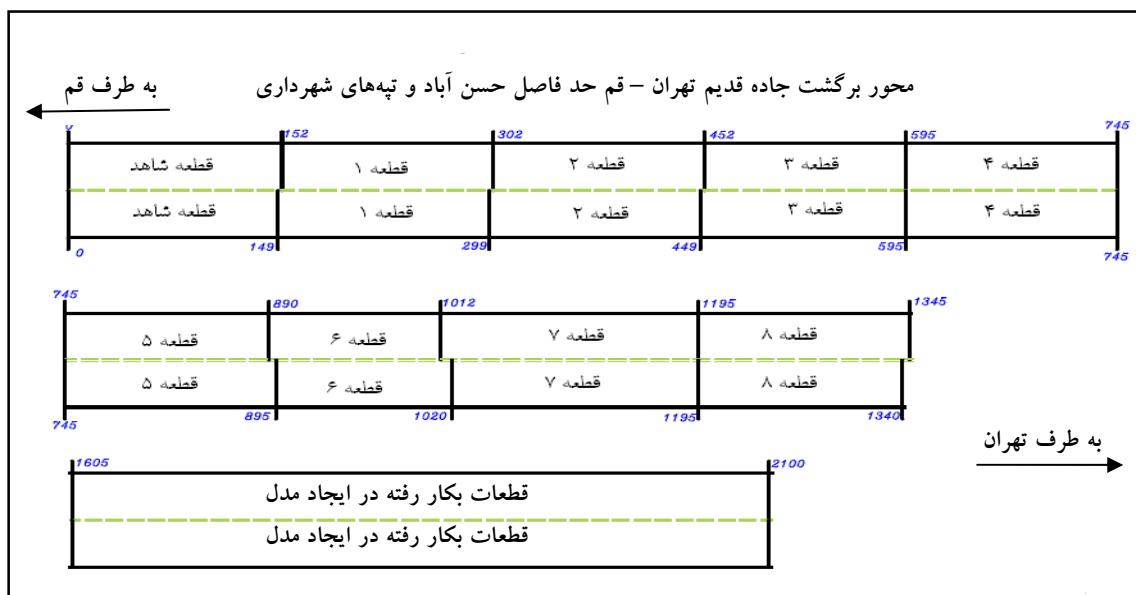 محور برگشت جاده قدیم تهران – قم حد فاصل حسن آباد و تپه‌های شهرداری
به طرف قم
0 152 302 452 595 745
قطعه شاهد قطعه ۱ قطعه ۲ قطعه ۳ قطعه ۴
قطعه شاهد قطعه ۱ قطعه ۲ قطعه ۳ قطعه ۴
0 149 299 449 595 745
745 890 1012 1195 1345
قطعه ۵ قطعه ۶ قطعه ۷ قطعه ۸
قطعه ۵ قطعه ۶ قطعه ۷ قطعه ۸
745 895 1020 1195 1340
به طرف تهران
1605 2100
قطعات بکار رفته در ایجاد مدل
قطعات بکار رفته در ایجاد مدل